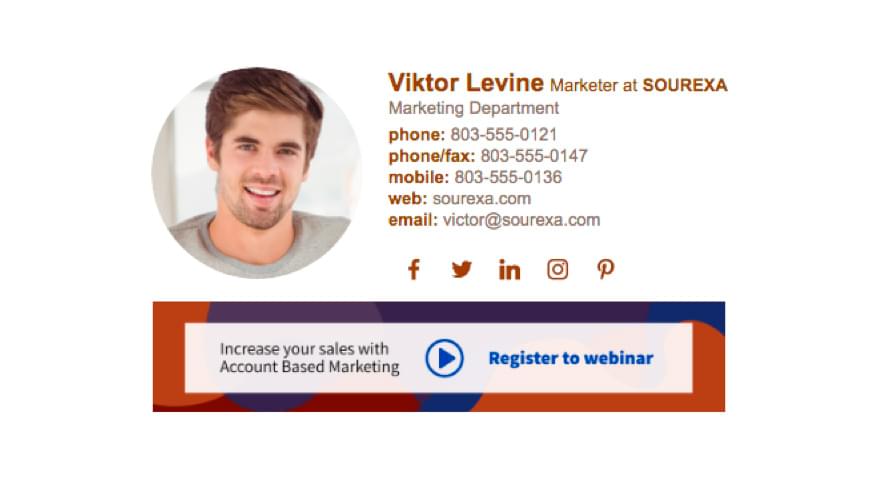 Viktor Levine Marketer at SOUREXA
Marketing Department
phone: 803-555-0121
phone/fax: 803-555-0147
mobile: 803-555-0136
web: sourexa.com
email: victor@sourexa.com
Increase your sales with
Account Based Marketing
Register to webinar